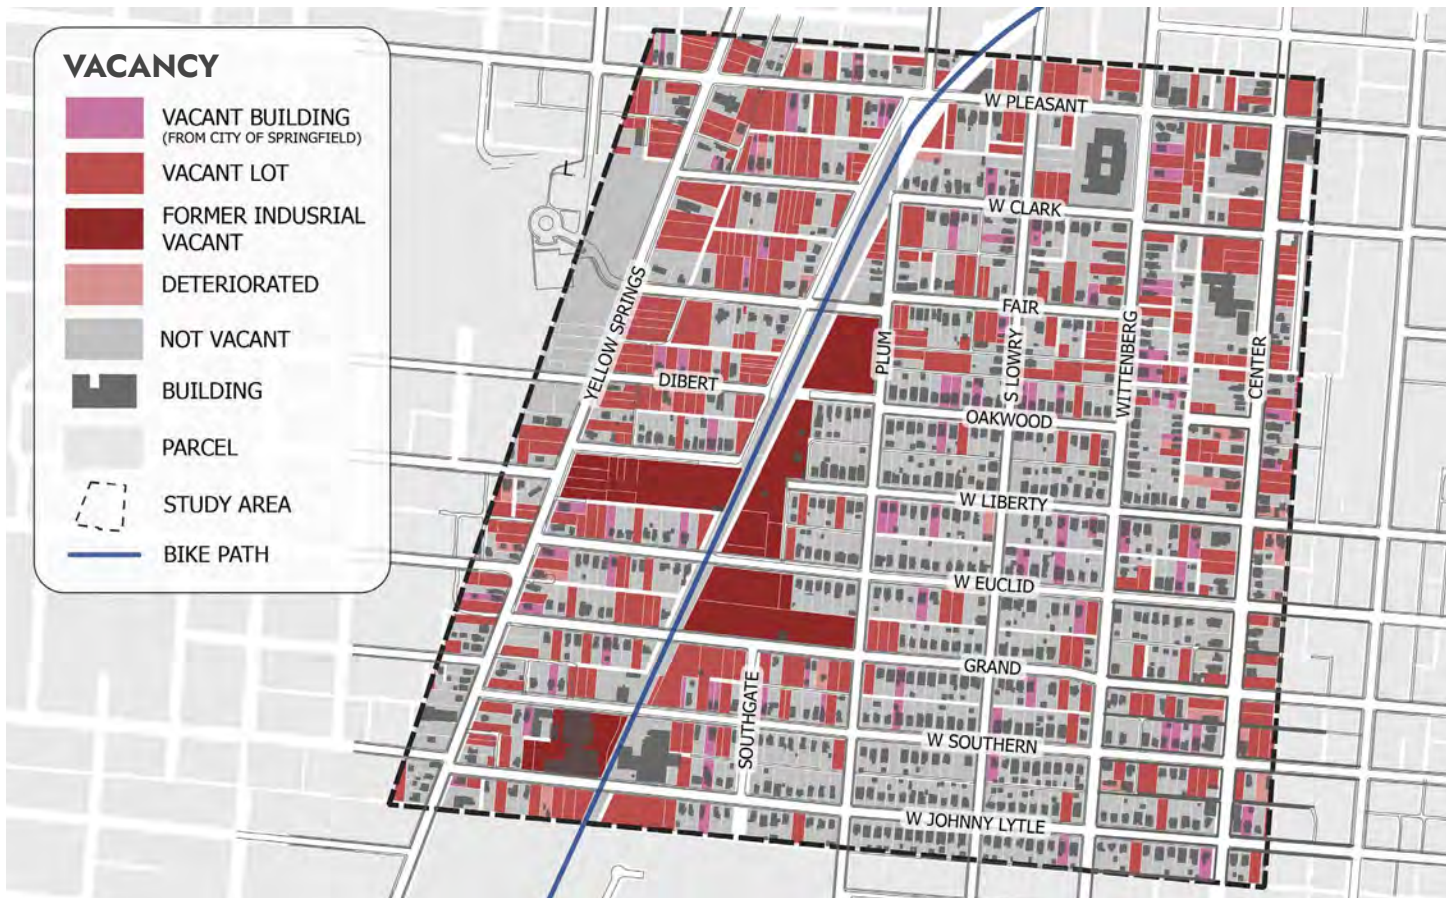 VACANCY
VACANT BUILDING
(FROM CITY OF SPRINGFIELD)
VACANT LOT
FORMER INDUSRIAL
VACANT
DETERIORATED
NOT VACANT
BUILDING
PARCEL
STUDY AREA
BIKE PATH
W PLEASANT
W CLARK
YELLOW SPRINGS
FAIR
PLUM
S LOWRY
WITTENBERG
CENTER
DIBERT
OAKWOOD
W LIBERTY
W EUCLID
GRAND
SOUTHGATE
W SOUTHERN
W JOHNNY LYTLE